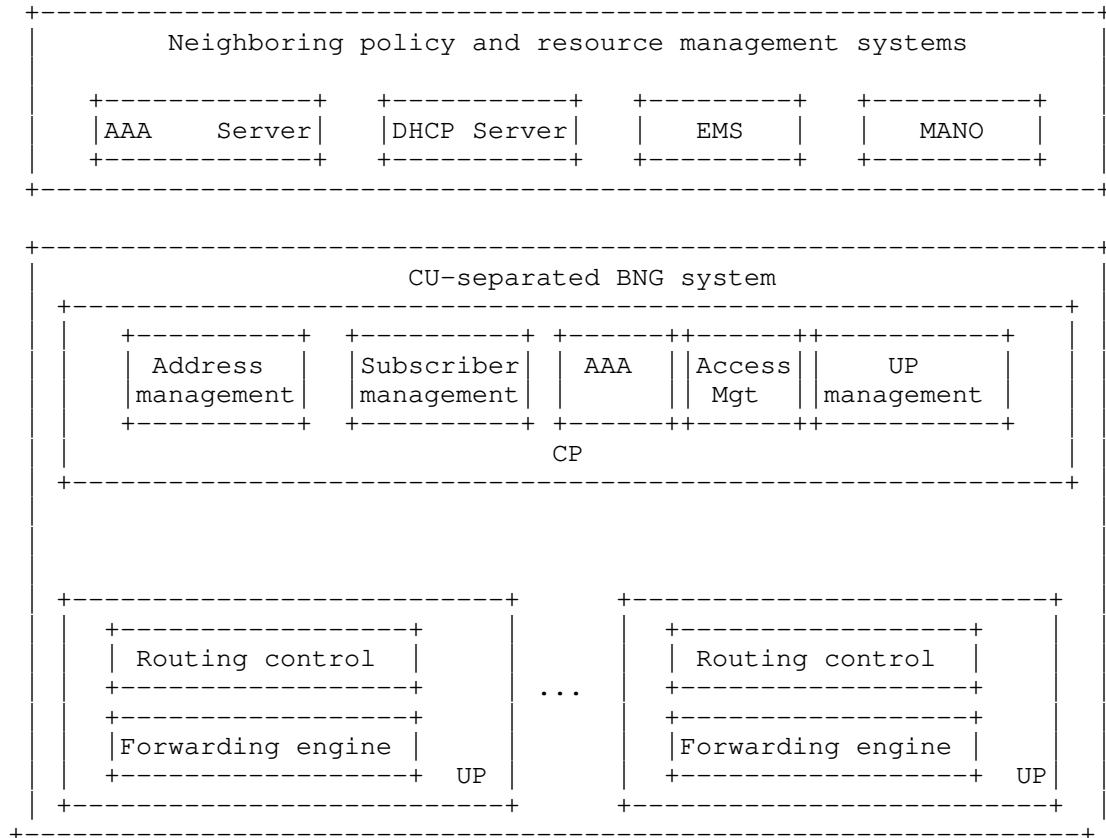 Neighboring policy and resource management systems
AAA Server DHCP Server EMS MANO
CU-separated BNG system
Address Subscriber AAA Access UP
management management Mgt management
CP
Routing control Routing control
...
Forwarding engine Forwarding engine
UP UP